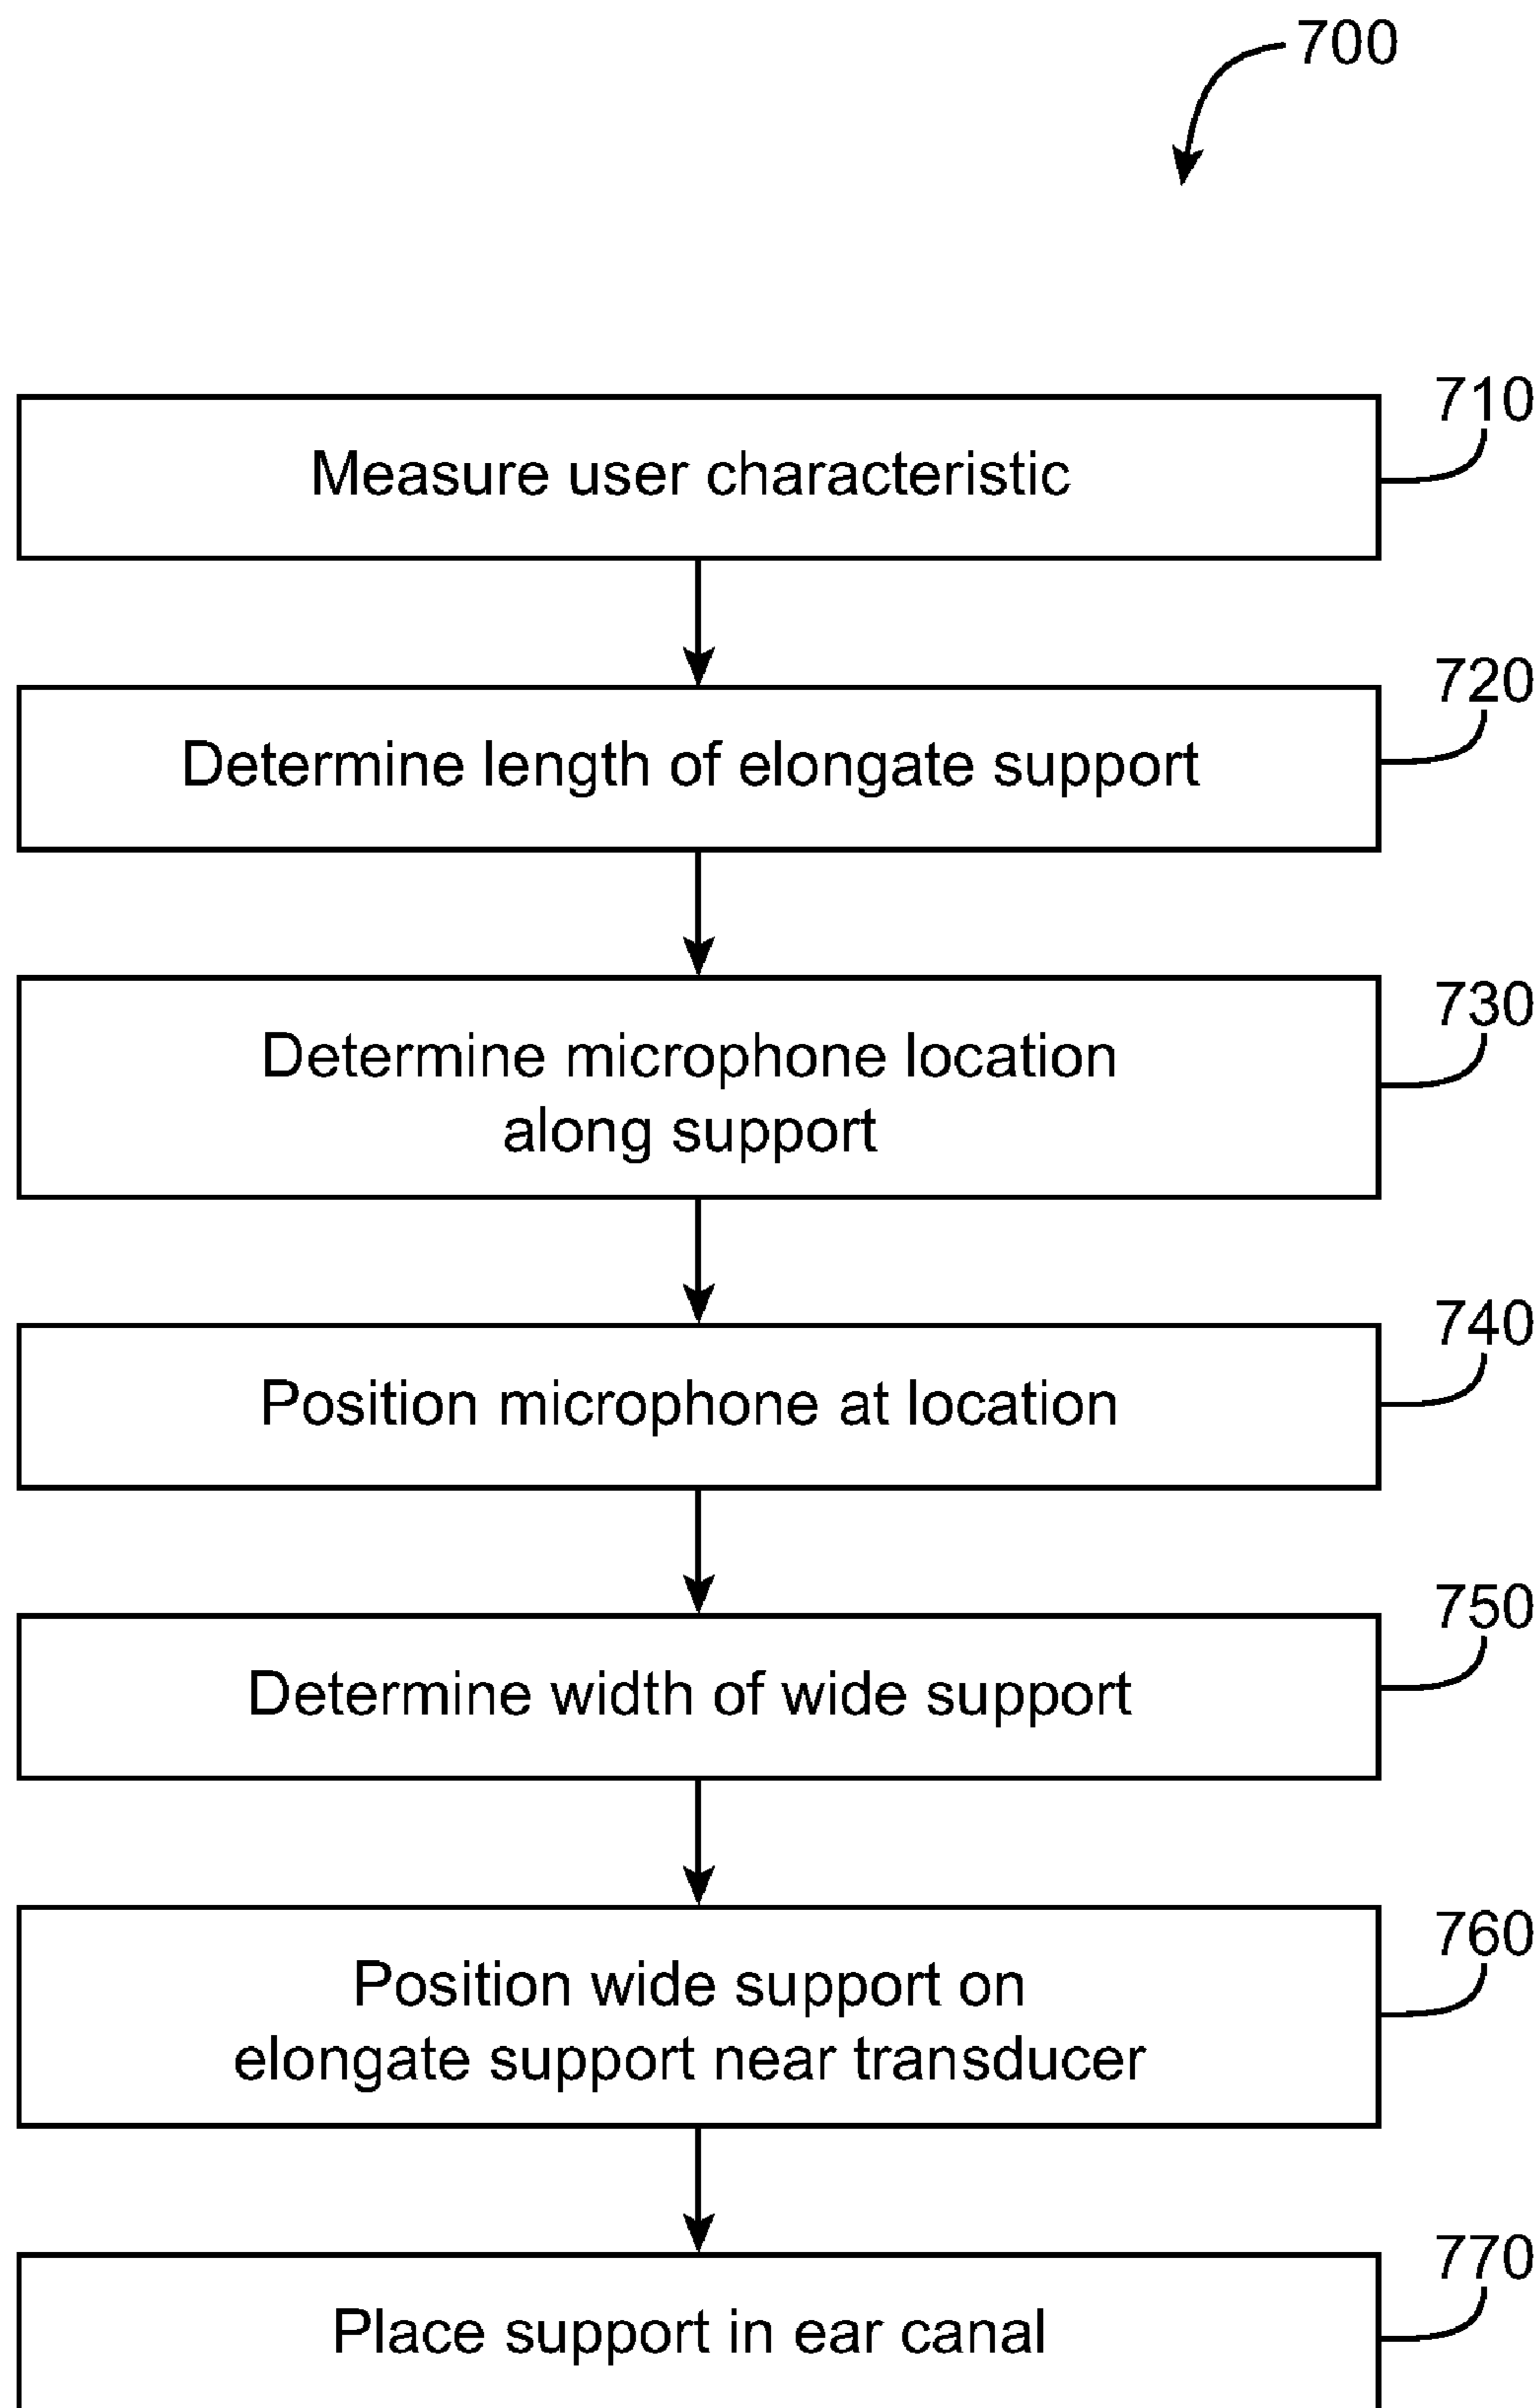 700
710
Measure user characteristic
720
Determine length of elongate support
730
Determine microphone location
along support
740
Position microphone at location
750
Determine width of wide support
760
Position wide support on
elongate support near transducer
770
Place support in ear canal